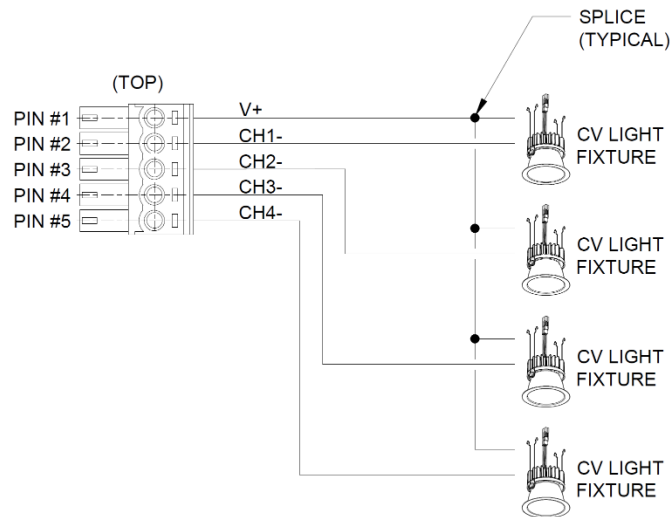 SPLICE
(TYPICAL)
(TOP)
PIN #1
V+
PIN #2
CH1-
PIN #3
CH2-
PIN #4
CH3-
PIN #5
CH4-
CV LIGHT
FIXTURE
CV LIGHT
FIXTURE
CV LIGHT
FIXTURE
CV LIGHT
FIXTURE